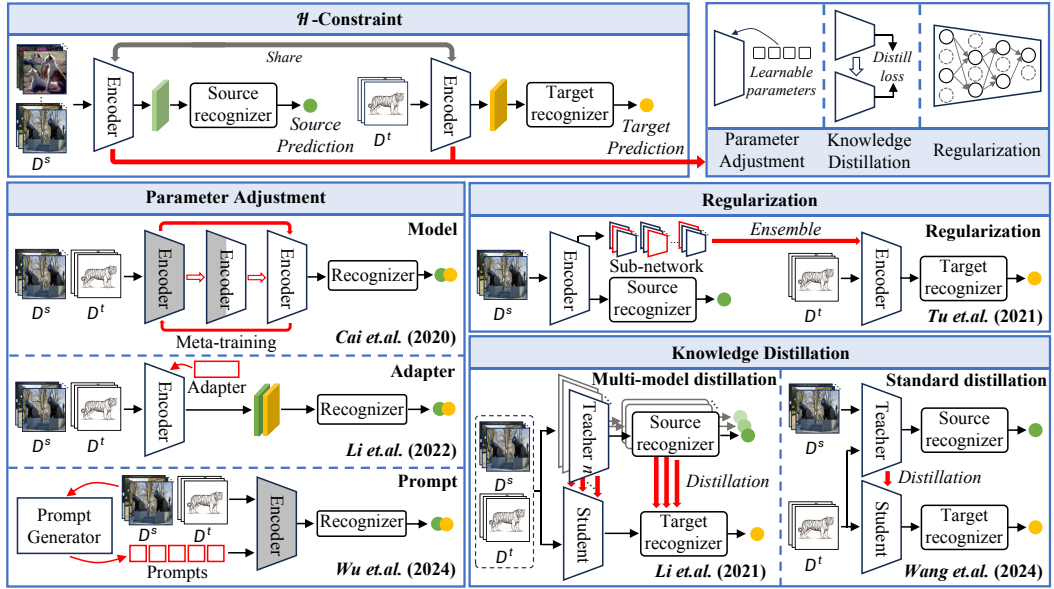 H-Constraint
Share
Encoder
Source
recognizer
Source
Prediction
D^s
D^t
Encoder
Target
recognizer
Target
Prediction
Learnable
parameters
Distill
loss
Parameter
Adjustment
Knowledge
Distillation
Regularization
Parameter Adjustment
Model
Encoder
Encoder
Encoder
Recognizer
D^s
D^t
Meta-training
Cai et.al. (2020)
Adapter
Encoder
Adapter
Recognizer
D^s
D^t
Li et.al. (2022)
Prompt
Prompt
Generator
D^s
D^t
Encoder
Recognizer
Prompts
Wu et.al. (2024)
Regularization
Ensemble
Regularization
Encoder
Sub-network
Source
recognizer
D^s
D^t
Encoder
Target
recognizer
Tu et.al. (2021)
Knowledge Distillation
Multi-model distillation
Teacher n
Source
recognizer
D^s
Distillation
D^t
Student
Target
recognizer
Li et.al. (2021)
Standard distillation
Teacher
Source
recognizer
D^s
Distillation
D^t
Student
Target
recognizer
Wang et.al. (2024)